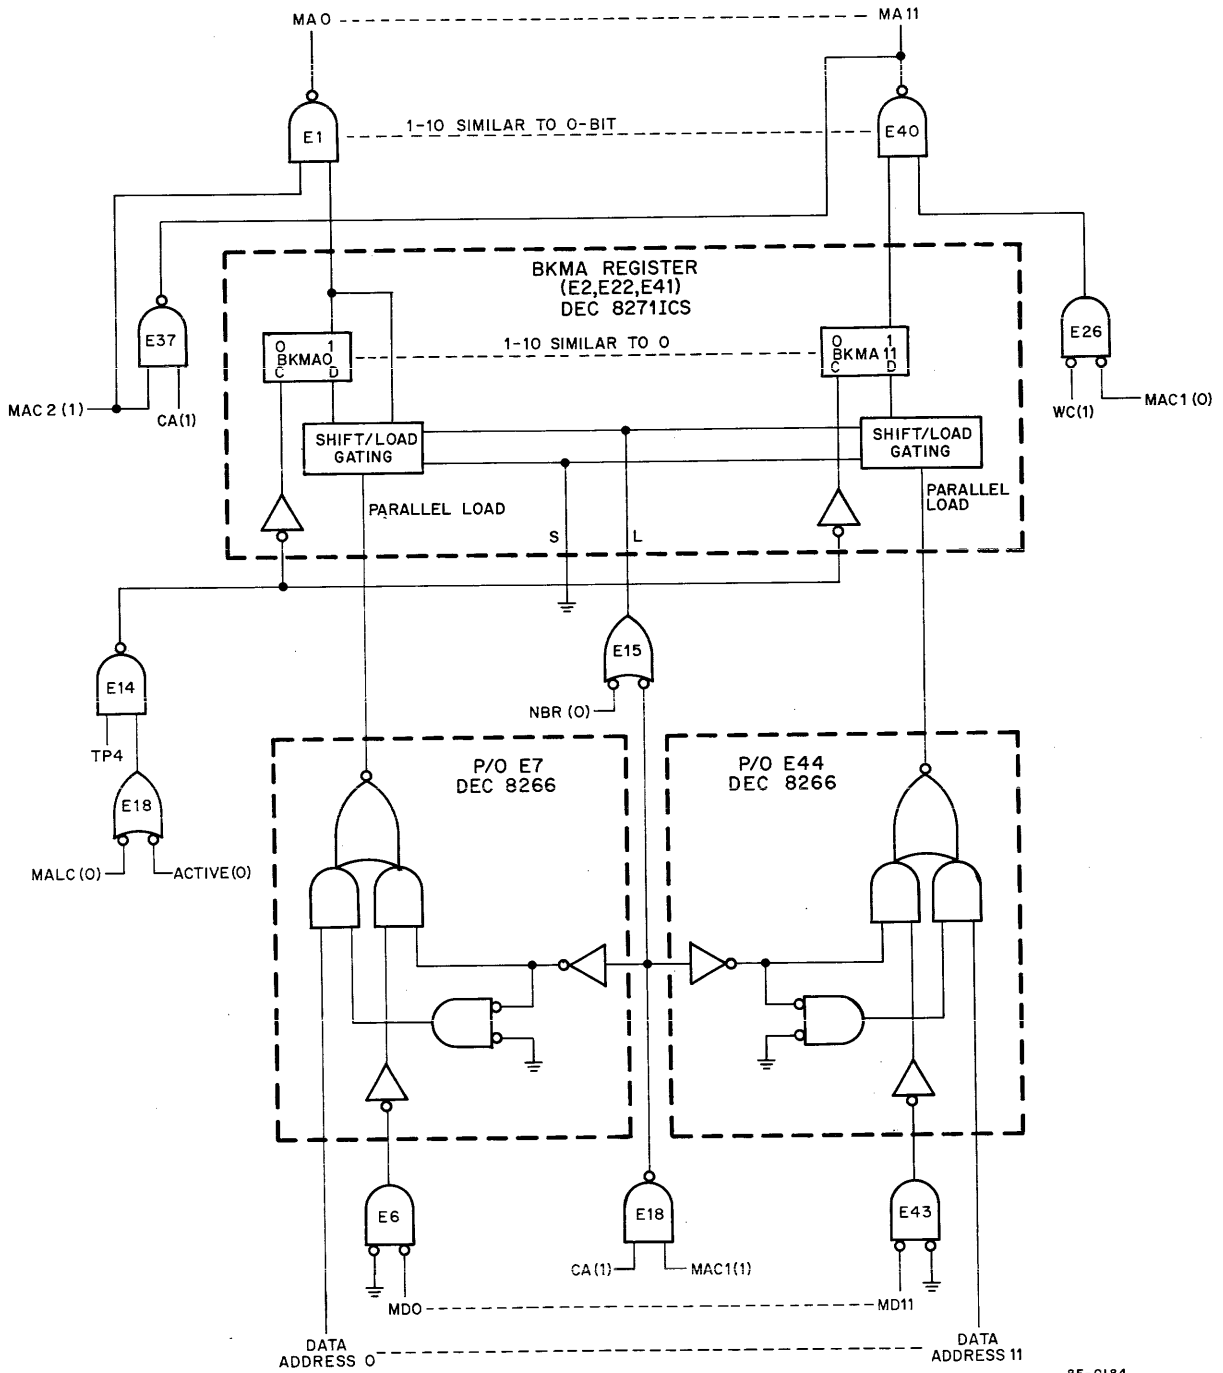 MA0
MA 11
1-10 SIMILAR TO 0-BIT
E1
E40
BKMA REGISTER
(E2,E22,E41)
DEC 8271ICS
E37
E26
0 1
BKMA0
C D
1-10 SIMILAR TO 0
0 1
BKMA 11
C D
MAC 2 (1)
CA(1)
WC(1)
MAC1(0)
SHIFT/LOAD
GATING
SHIFT/LOAD
GATING
PARALLEL LOAD
PARALLEL
LOAD
S
L
E15
E14
NBR (0)
TP4
P/O E7
DEC 8266
P/O E44
DEC 8266
E18
MALC (0)
ACTIVE(0)
E6
E18
E43
CA(1)
MAC1(1)
MD0
MD11
DATA
ADDRESS 0
DATA
ADDRESS 11